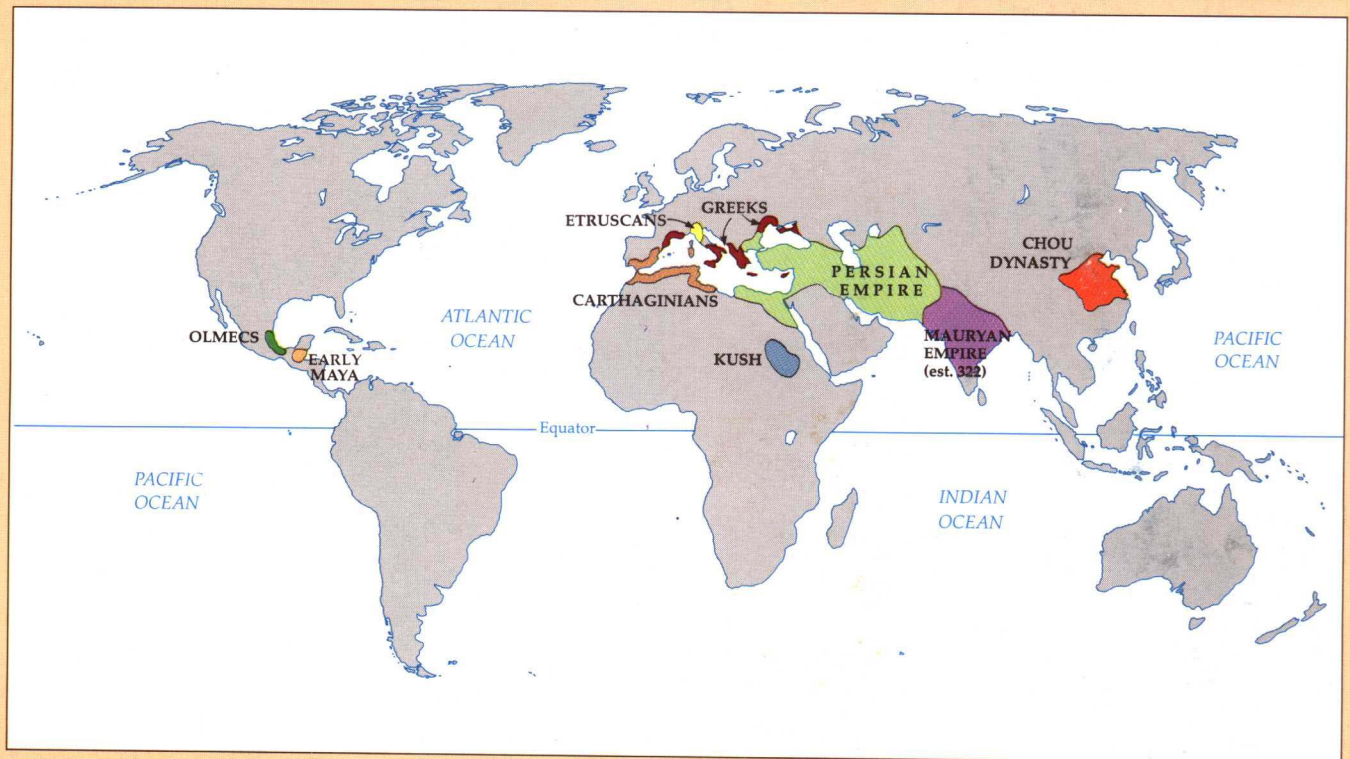 ETRUSCANS
GREEKS
CHOU
DYNASTY
PERSIAN
EMPIRE
CARTHAGINIANS
ATLANTIC
OCEAN
OLMECS
EARLY
MAYA
KUSH
MAURYAN
EMPIRE
(est. 322)
PACIFIC
OCEAN
Equator
PACIFIC
OCEAN
INDIAN
OCEAN